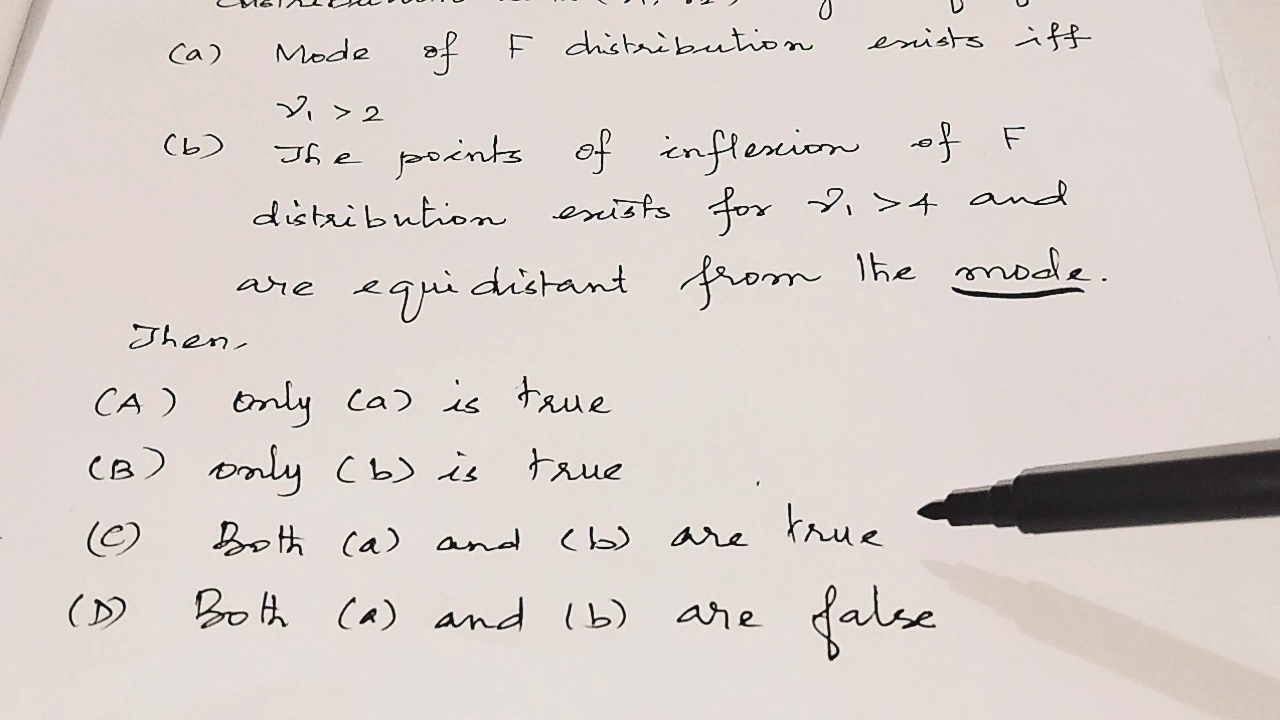 (a) Mode of F distribution exists iff
ν₁ > 2
(b) The points of inflexion of F
distribution exists for ν₁ > 4 and
are equidistant from the mode.
Then,
(A) only (a) is true
(B) only (b) is true
(C) Both (a) and (b) are true
(D) Both (a) and (b) are false